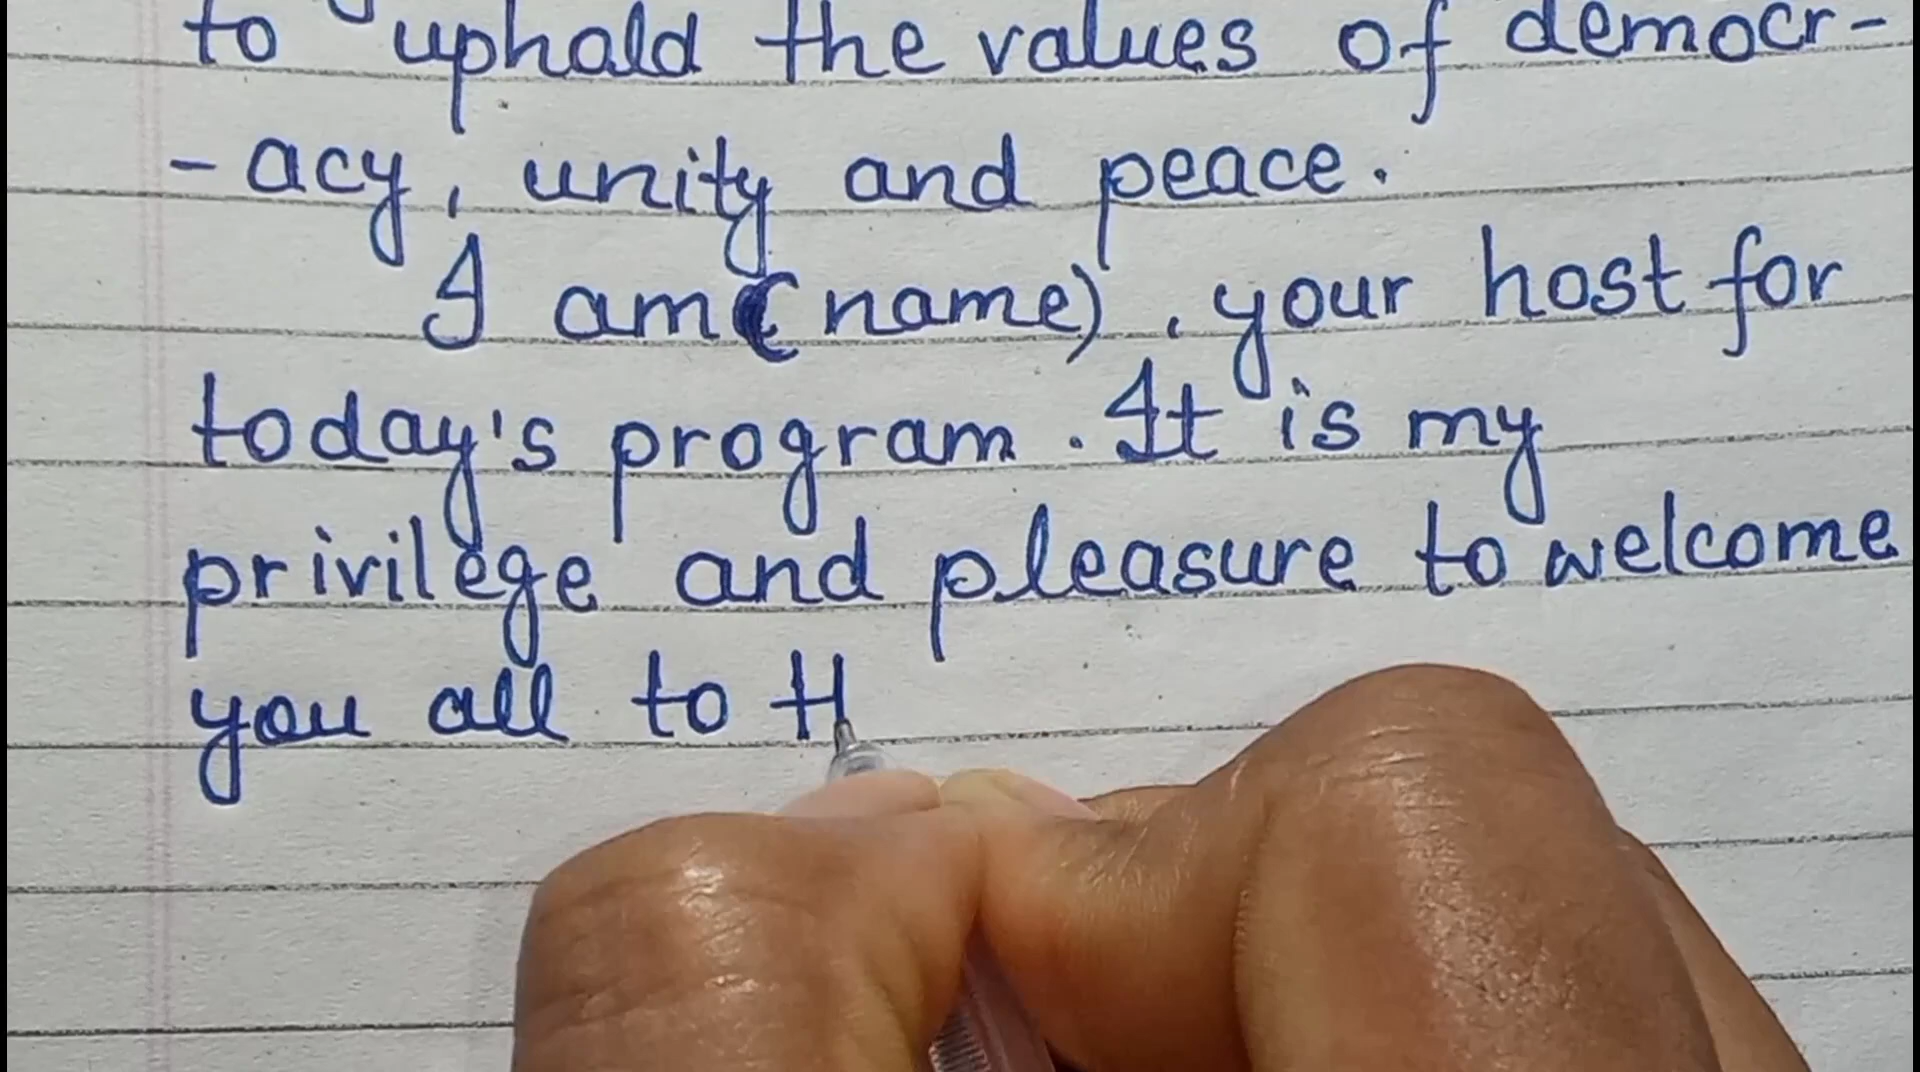 to uphald the values of democr-
- acy, unity and peace.
I am (name), your host for
today's program. It is my
privilege and pleasure to welcome
you all to